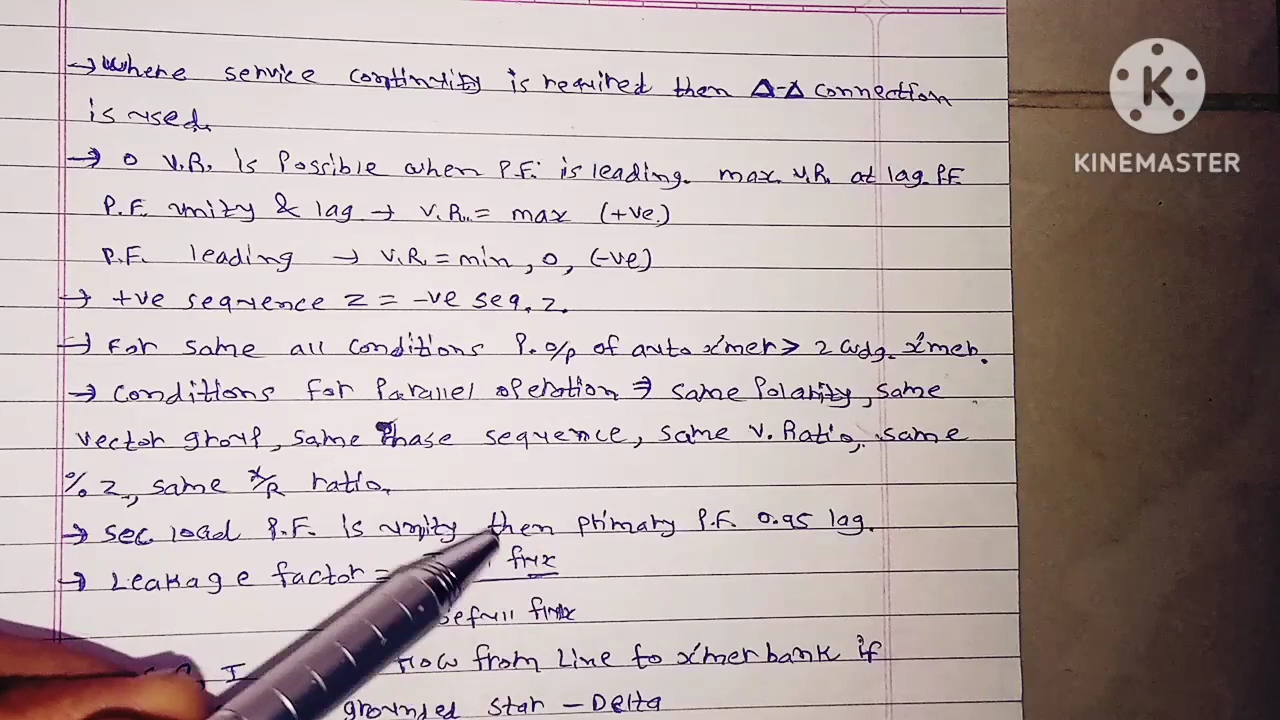 → Where service continuity is required then Δ-Δ connection
is used.
→ 0 V.R. is Possible when P.F. is leading. max. V.R. at lag P.F.
P.F. unity & lag → V.R. = max (+ve)
P.F. leading → V.R = min, 0, (-ve)
→ +ve sequence Z = -ve seq. Z.
→ For same all conditions P. o/p of auto x'mer > 2 wdg. x'mer.
→ Conditions for Parallel operation ⇒ same Polarity, same
vector group, same Phase sequence, same V. Ratio, same
% Z, same X/R ratio.
→ Sec. load P.F. is unity then primary P.F. 0.95 lag.
flux
→ Leakage factor =
usefull flux
I flow from Line to x'mer bank if
grounded star - Delta
K
KINEMASTER